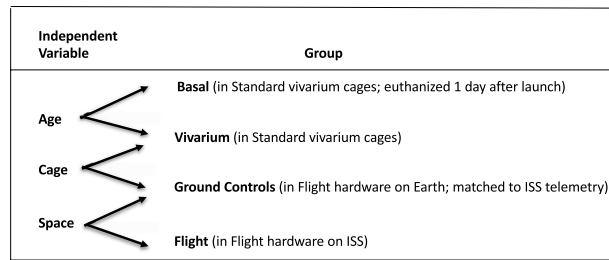 Independent
Variable
Group
Basal (in Standard vivarium cages; euthanized 1 day after launch)
Age
Vivarium (in Standard vivarium cages)
Cage
Ground Controls (in Flight hardware on Earth; matched to ISS telemetry)
Space
Flight (in Flight hardware on ISS)